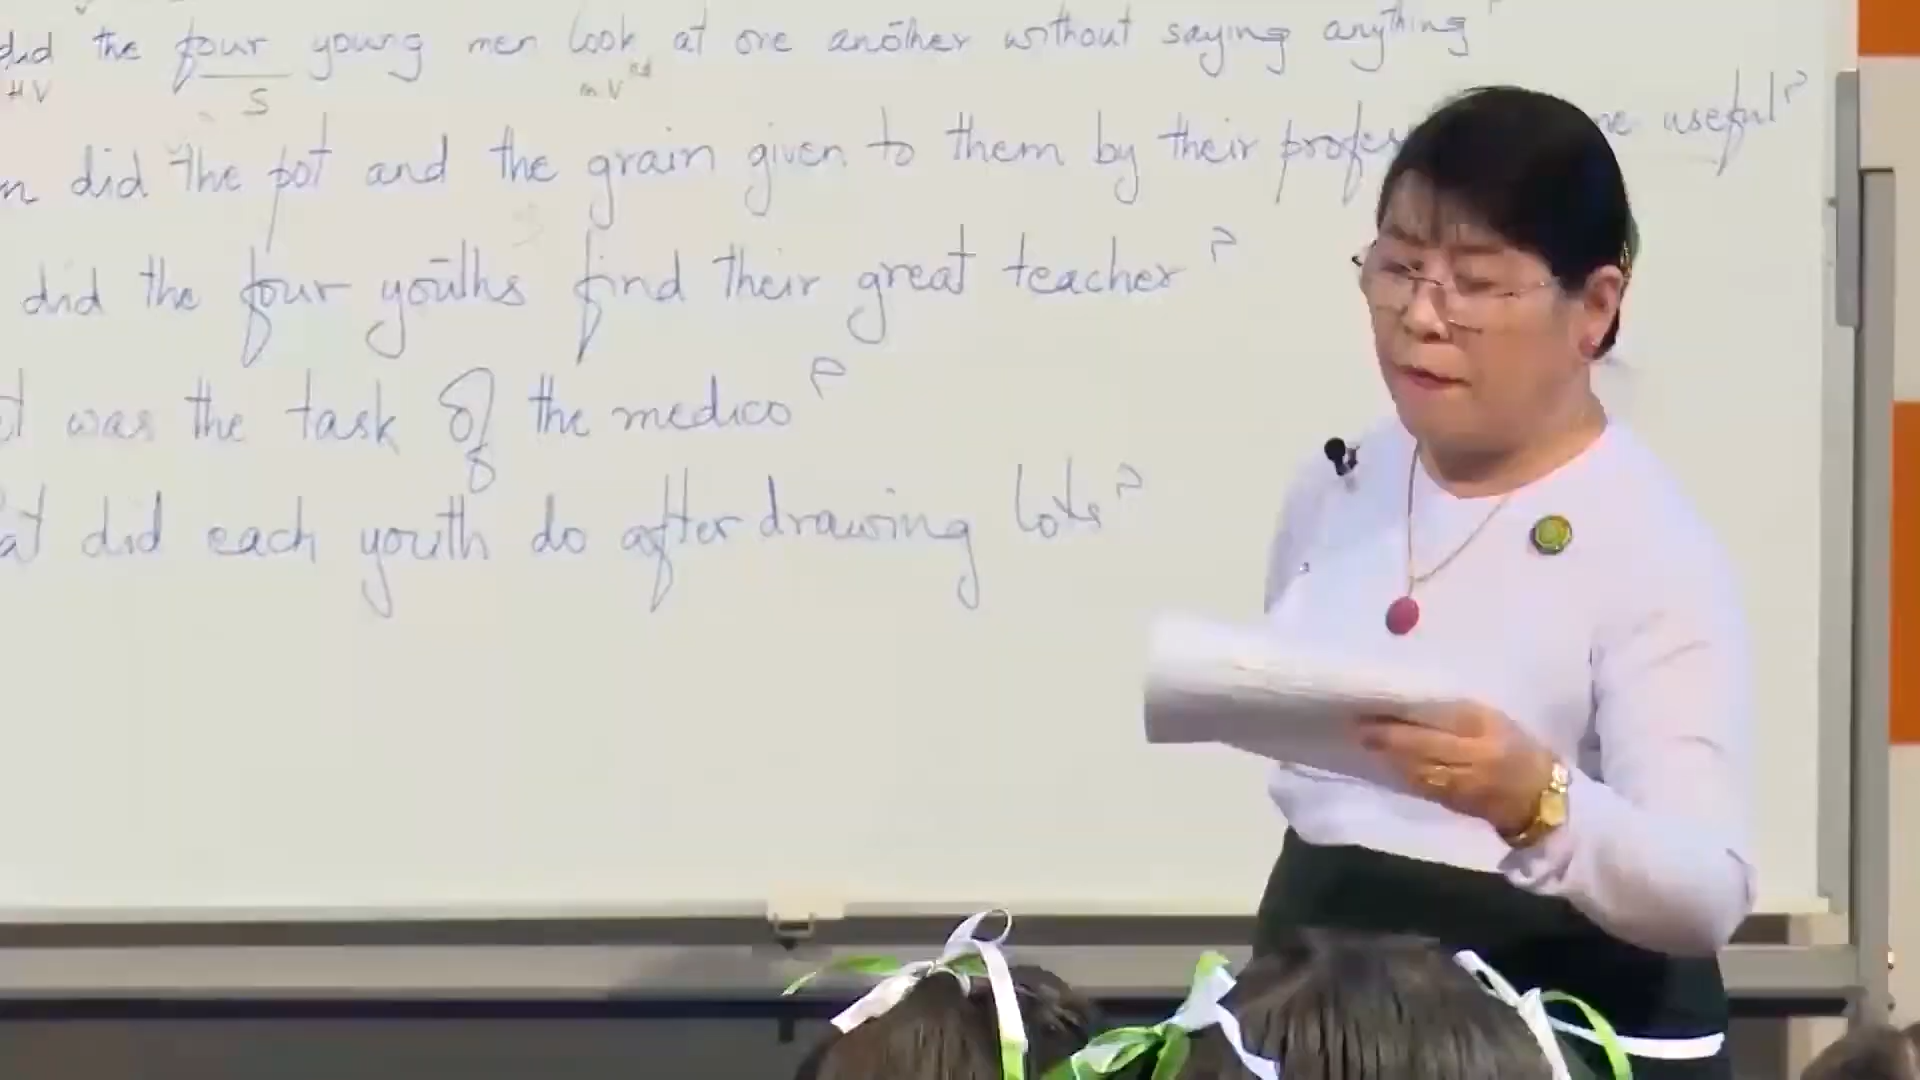 did the four young men look at one another without saying anything?
HV S mV
did the pot and the grain given to them by their useful?
did the four youths find their great teacher?
was the task of the medico?
did each youth do after drawing lots?